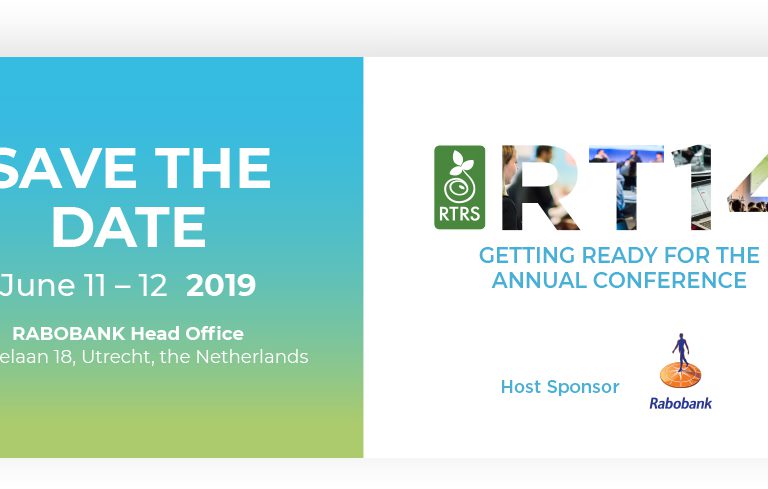 SAVE THE
DATE
June 11 – 12 2019
RABOBANK Head Office
elaan 18, Utrecht, the Netherlands
RTRS
RT14
GETTING READY FOR THE
ANNUAL CONFERENCE
Host Sponsor
Rabobank